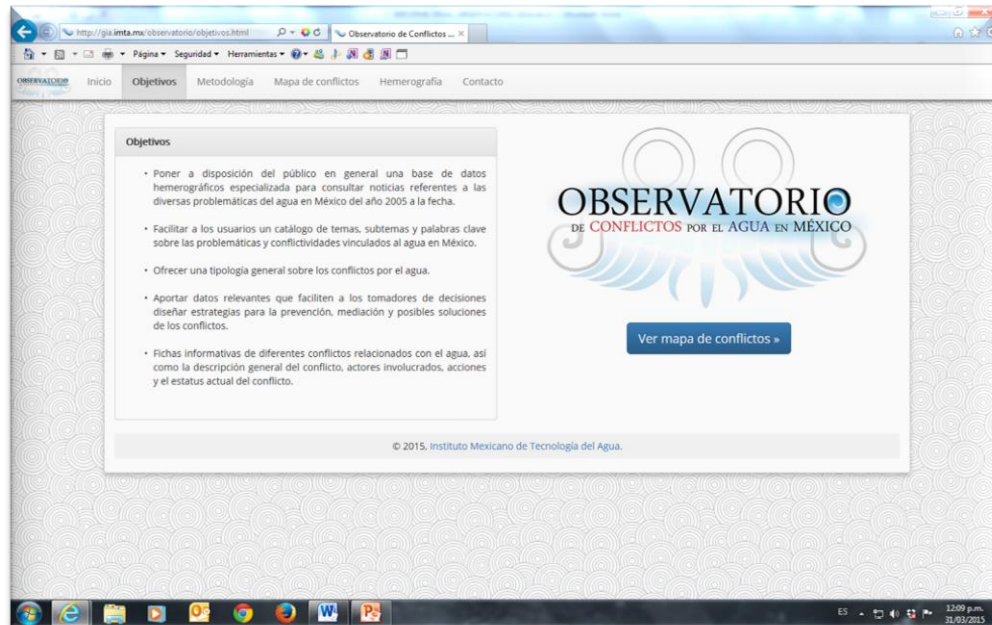 http://gia.imta.mx/observatorio/objetivos.html
Observatorio de Conflictos ...
Página
Seguridad
Herramientas
OBSERVATORIO
Inicio
Objetivos
Metodología
Mapa de conflictos
Hemerografía
Contacto
Objetivos
• Poner a disposición del público en general una base de datos
hemerográficos especializada para consultar noticias referentes a las
diversas problemáticas del agua en México del año 2005 a la fecha.
• Facilitar a los usuarios un catálogo de temas, subtemas y palabras clave
sobre las problemáticas y conflictividades vinculados al agua en México.
• Ofrecer una tipología general sobre los conflictos por el agua.
• Aportar datos relevantes que faciliten a los tomadores de decisiones
diseñar estrategias para la prevención, mediación y posibles soluciones
de los conflictos.
• Fichas informativas de diferentes conflictos relacionados con el agua, así
como la descripción general del conflicto, actores involucrados, acciones
y el estatus actual del conflicto.
OBSERVATORIO
DE CONFLICTOS POR EL AGUA EN MÉXICO
Ver mapa de conflictos »
© 2015, Instituto Mexicano de Tecnología del Agua.
ES
12:09 p.m.
31/03/2015